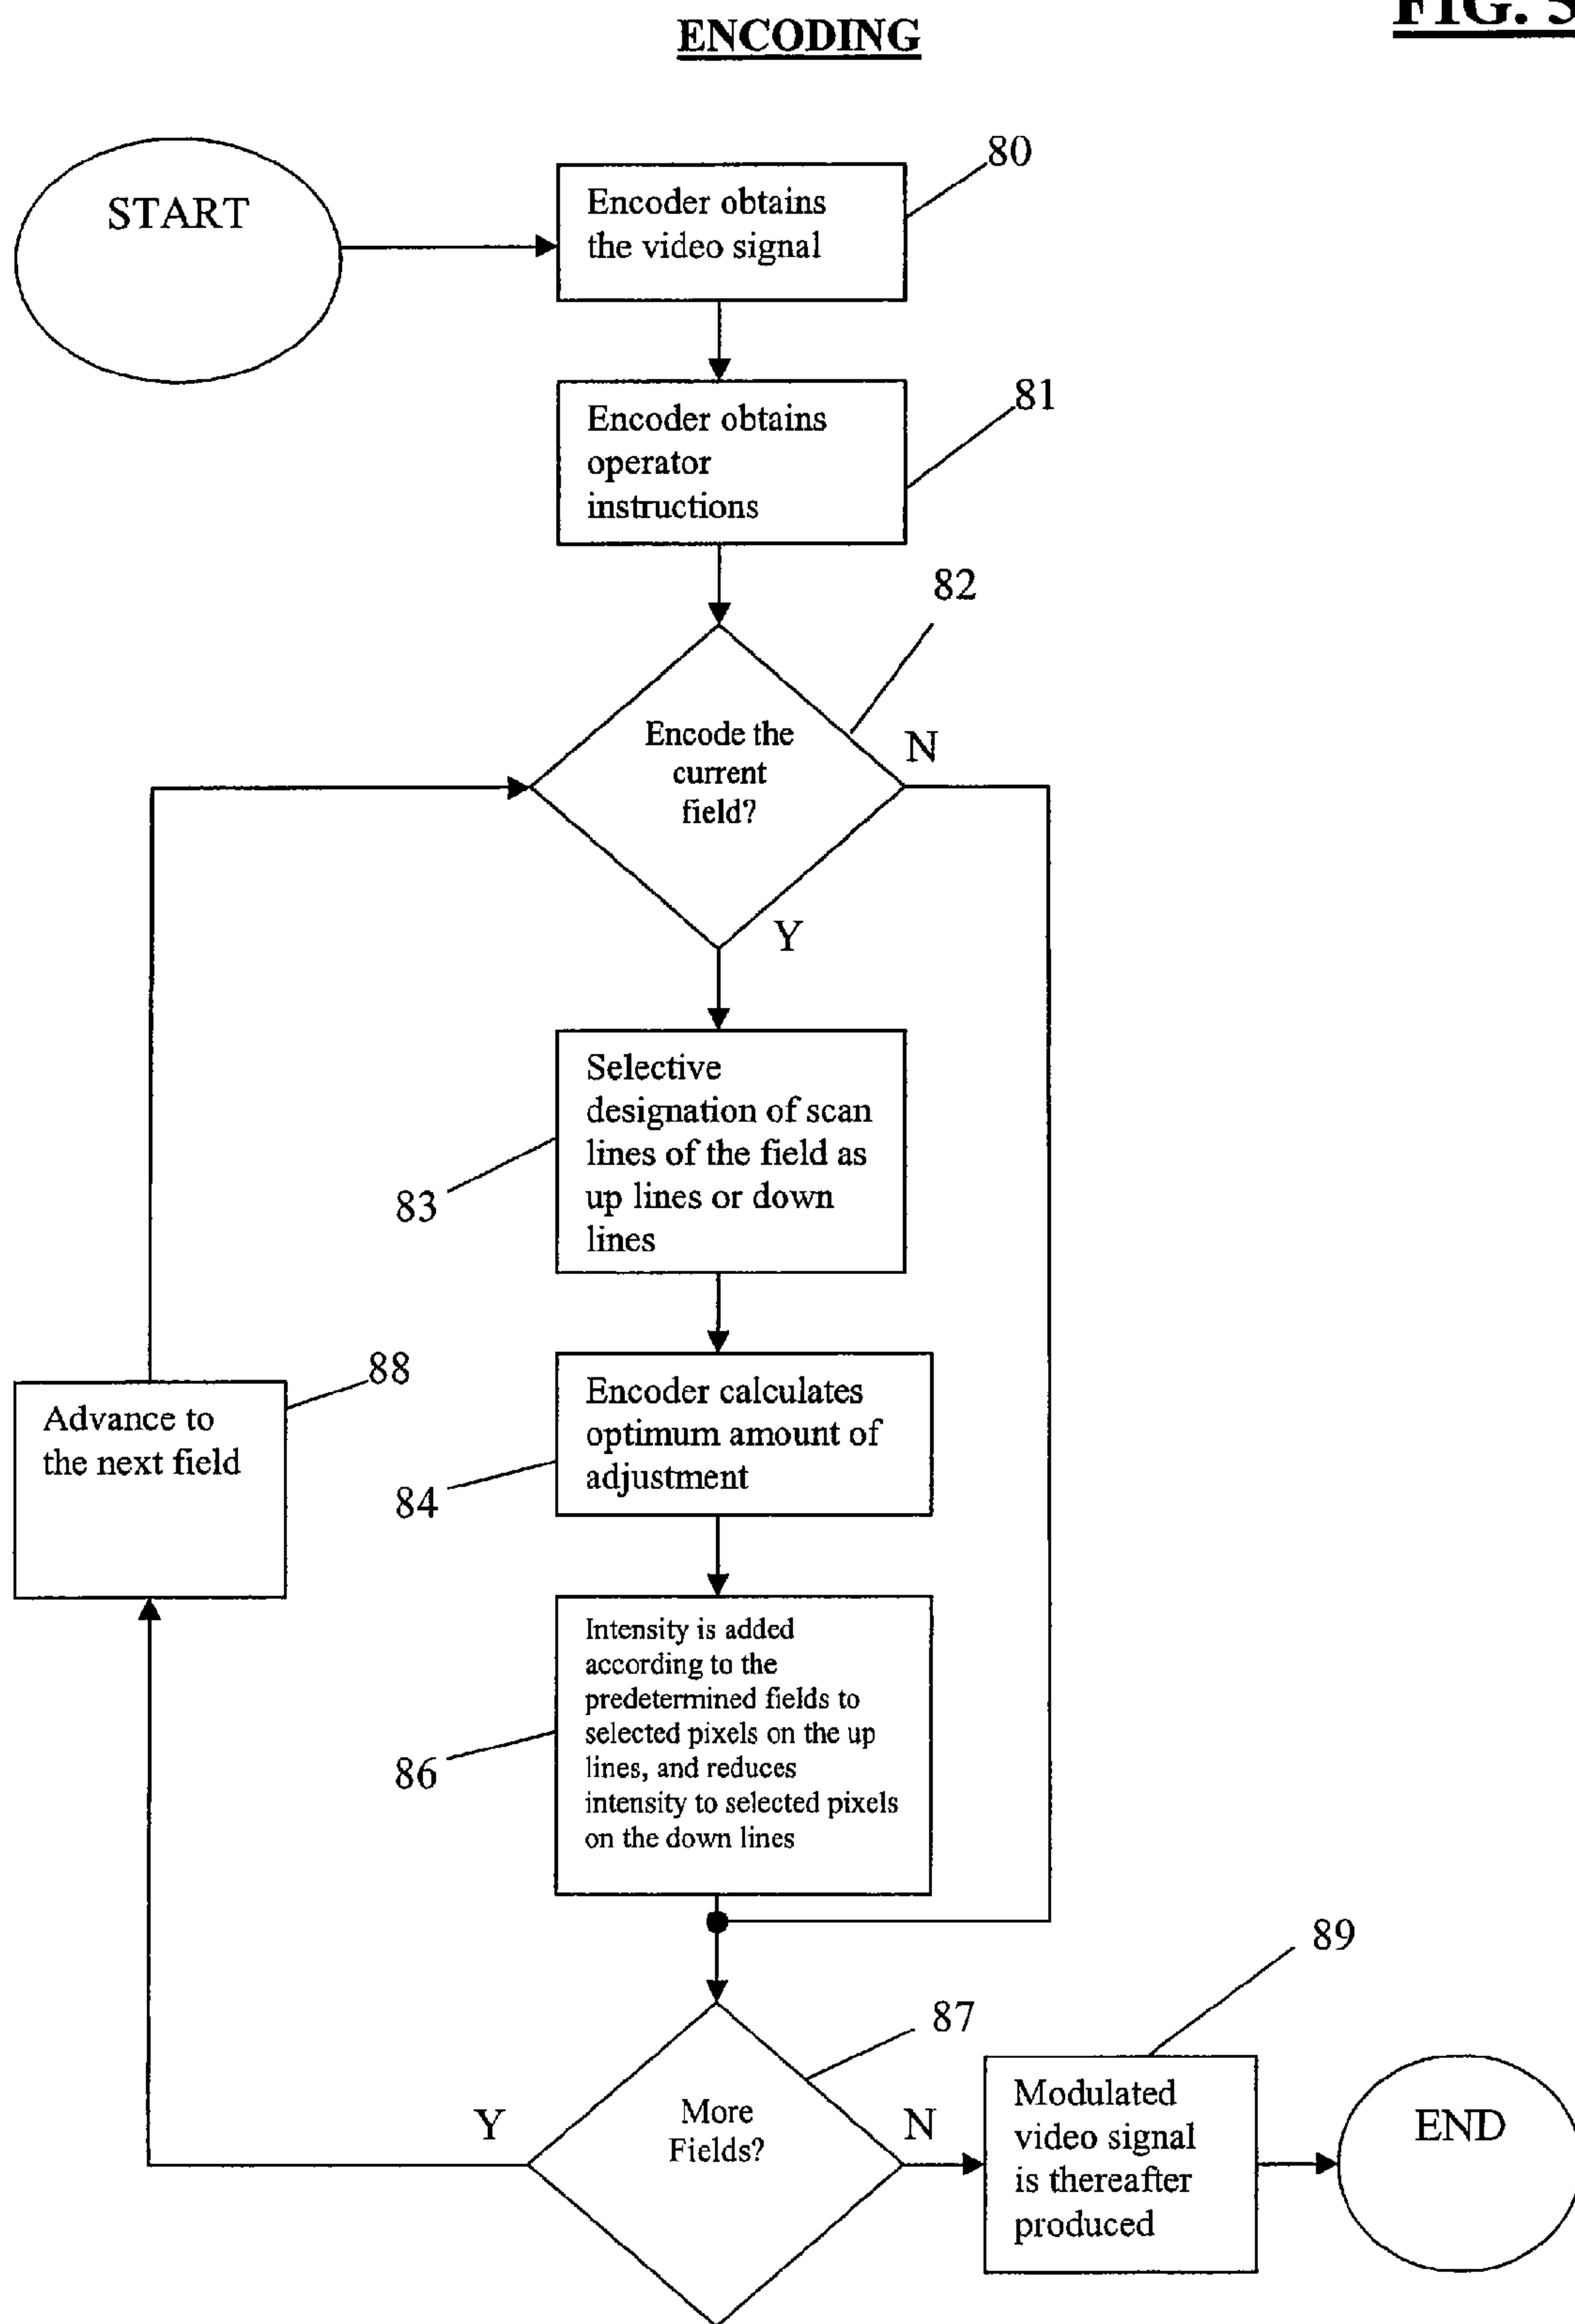 FIG. 5
ENCODING
START
80
Encoder obtains
the video signal
81
Encoder obtains
operator
instructions
82
Encode the
current
field?
N
Y
Selective
designation of scan
lines of the field as
up lines or down
lines
83
88
Advance to
the next field
Encoder calculates
optimum amount of
adjustment
84
Intensity is added
according to the
predetermined fields to
selected pixels on the up
lines, and reduces
intensity to selected pixels
on the down lines
86
89
87
More
Fields?
Y
N
Modulated
video signal
is thereafter
produced
END